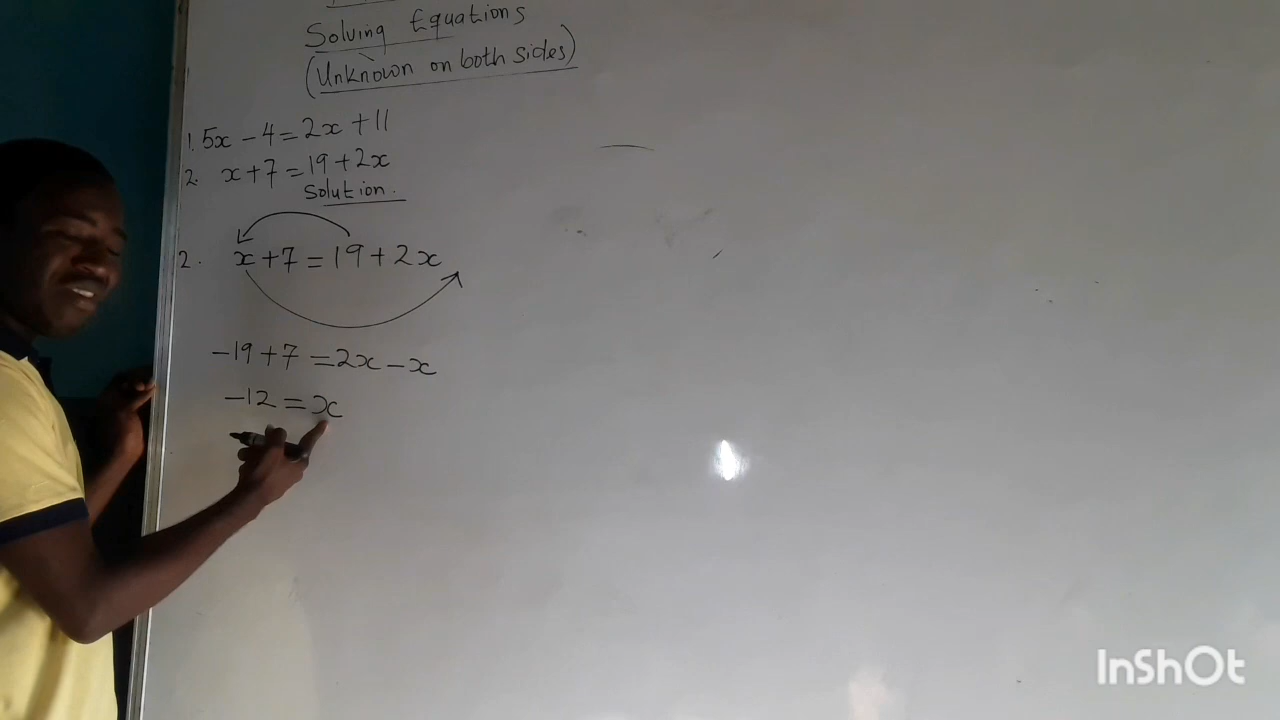 Solving Equations
(Unknown on both sides)
1. 5x - 4 = 2x + 11
2. x + 7 = 19 + 2x
Solution.
2. x + 7 = 19 + 2x
-19 + 7 = 2x - x
-12 = x
InShOt